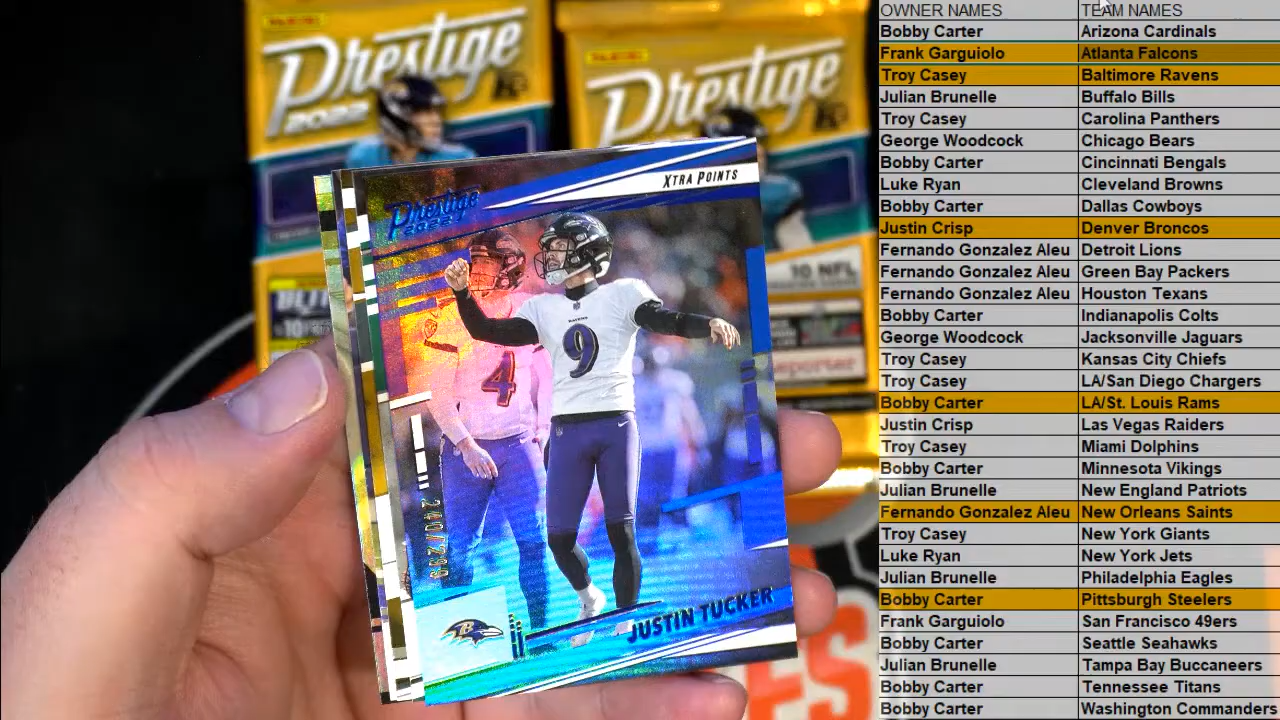 PANINI
Prestige
2022
PANINI
Prestige
10 NFL
XTRA POINTS
Prestige
2022
9
4
240/299
JUSTIN TUCKER
ES
OWNER NAMES TEAM NAMES
Bobby Carter Arizona Cardinals
Frank Garguiolo Atlanta Falcons
Troy Casey Baltimore Ravens
Julian Brunelle Buffalo Bills
Troy Casey Carolina Panthers
George Woodcock Chicago Bears
Bobby Carter Cincinnati Bengals
Luke Ryan Cleveland Browns
Bobby Carter Dallas Cowboys
Justin Crisp Denver Broncos
Fernando Gonzalez Aleu Detroit Lions
Fernando Gonzalez Aleu Green Bay Packers
Fernando Gonzalez Aleu Houston Texans
Bobby Carter Indianapolis Colts
George Woodcock Jacksonville Jaguars
Troy Casey Kansas City Chiefs
Troy Casey LA/San Diego Chargers
Bobby Carter LA/St. Louis Rams
Justin Crisp Las Vegas Raiders
Troy Casey Miami Dolphins
Bobby Carter Minnesota Vikings
Julian Brunelle New England Patriots
Fernando Gonzalez Aleu New Orleans Saints
Troy Casey New York Giants
Luke Ryan New York Jets
Julian Brunelle Philadelphia Eagles
Bobby Carter Pittsburgh Steelers
Frank Garguiolo San Francisco 49ers
Bobby Carter Seattle Seahawks
Julian Brunelle Tampa Bay Buccaneers
Bobby Carter Tennessee Titans
Bobby Carter Washington Commanders